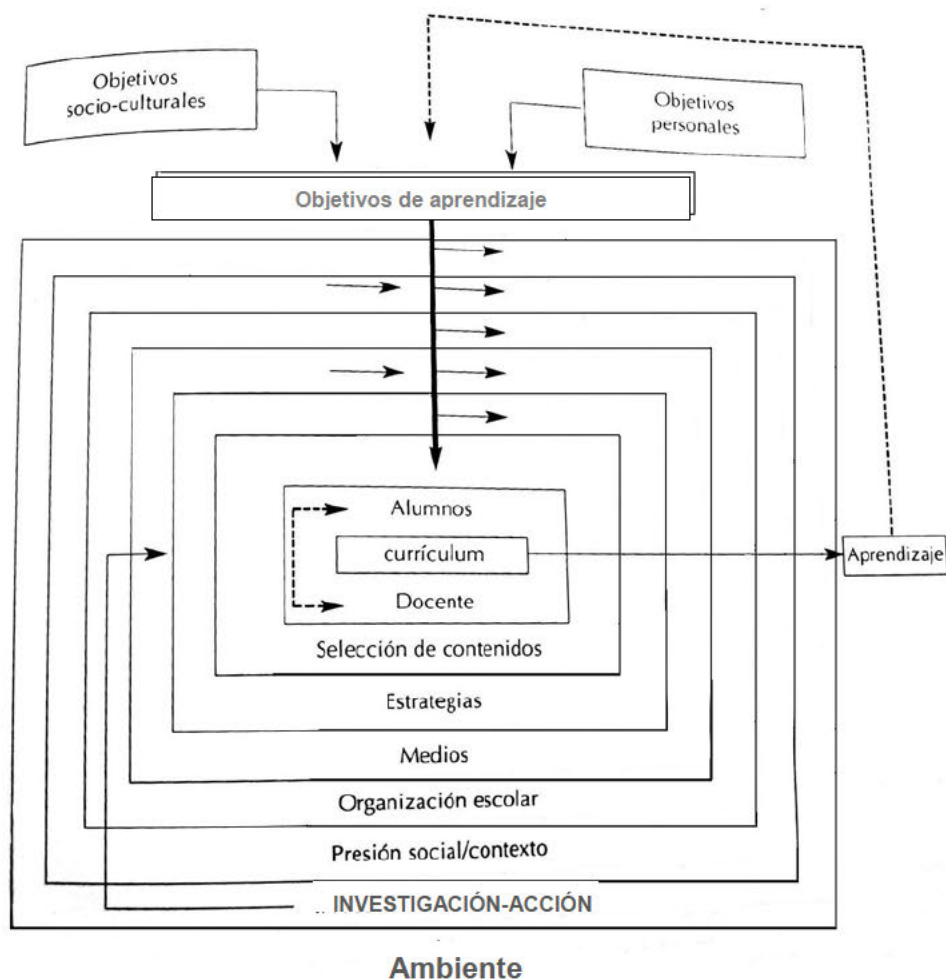 Objetivos
socio-culturales
Objetivos
personales
Objetivos de aprendizaje
Alumnos
currículum
Docente
Aprendizaje
Selección de contenidos
Estrategias
Medios
Organización escolar
Presión social/contexto
INVESTIGACIÓN-ACCIÓN
Ambiente